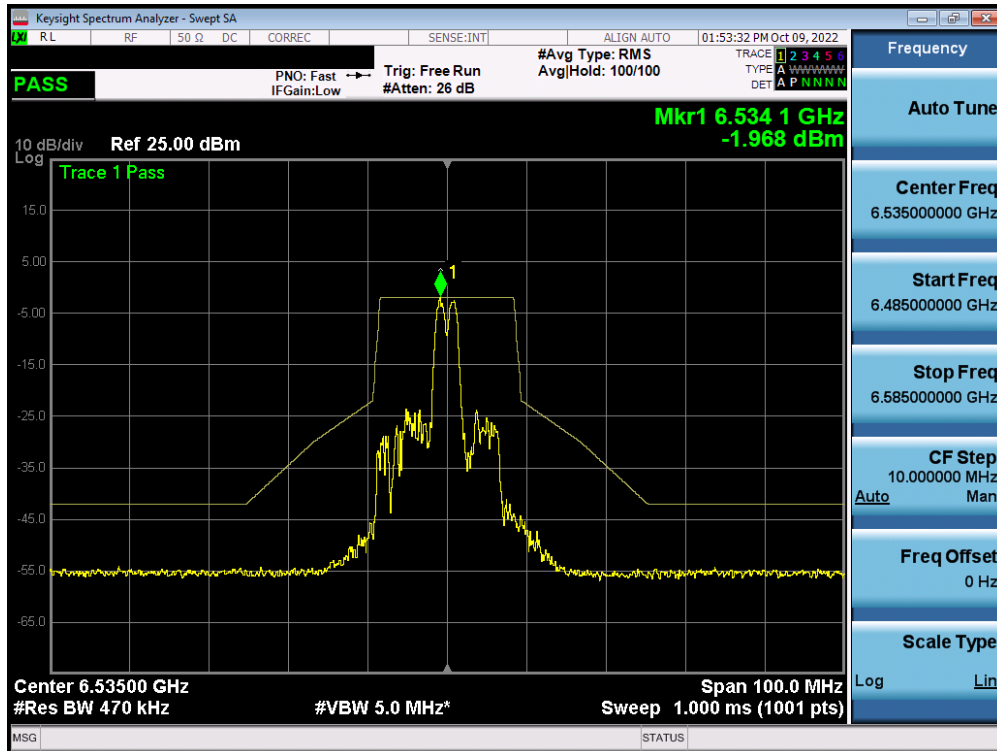 Keysight Spectrum Analyzer - Swept SA
LXI RL RF 50 Ω DC CORREC SENSE:INT ALIGN AUTO 01:53:32 PM Oct 09, 2022
PASS
PNO: Fast
IFGain:Low
Trig: Free Run
#Atten: 26 dB
#Avg Type: RMS
Avg|Hold: 100/100
TRACE 1 2 3 4 5 6
TYPE A WWWWW
DET A P N N N N
Mkr1 6.534 1 GHz
-1.968 dBm
10 dB/div Ref 25.00 dBm
Log
Trace 1 Pass
15.0
5.00
1
-5.00
-15.0
-25.0
-35.0
-45.0
-55.0
-65.0
Center 6.53500 GHz Span 100.0 MHz
#Res BW 470 kHz #VBW 5.0 MHz* Sweep 1.000 ms (1001 pts)
MSG STATUS
Frequency
Auto Tune
Center Freq
6.535000000 GHz
Start Freq
6.485000000 GHz
Stop Freq
6.585000000 GHz
CF Step
10.000000 MHz
Auto Man
Freq Offset
0 Hz
Scale Type
Log Lin